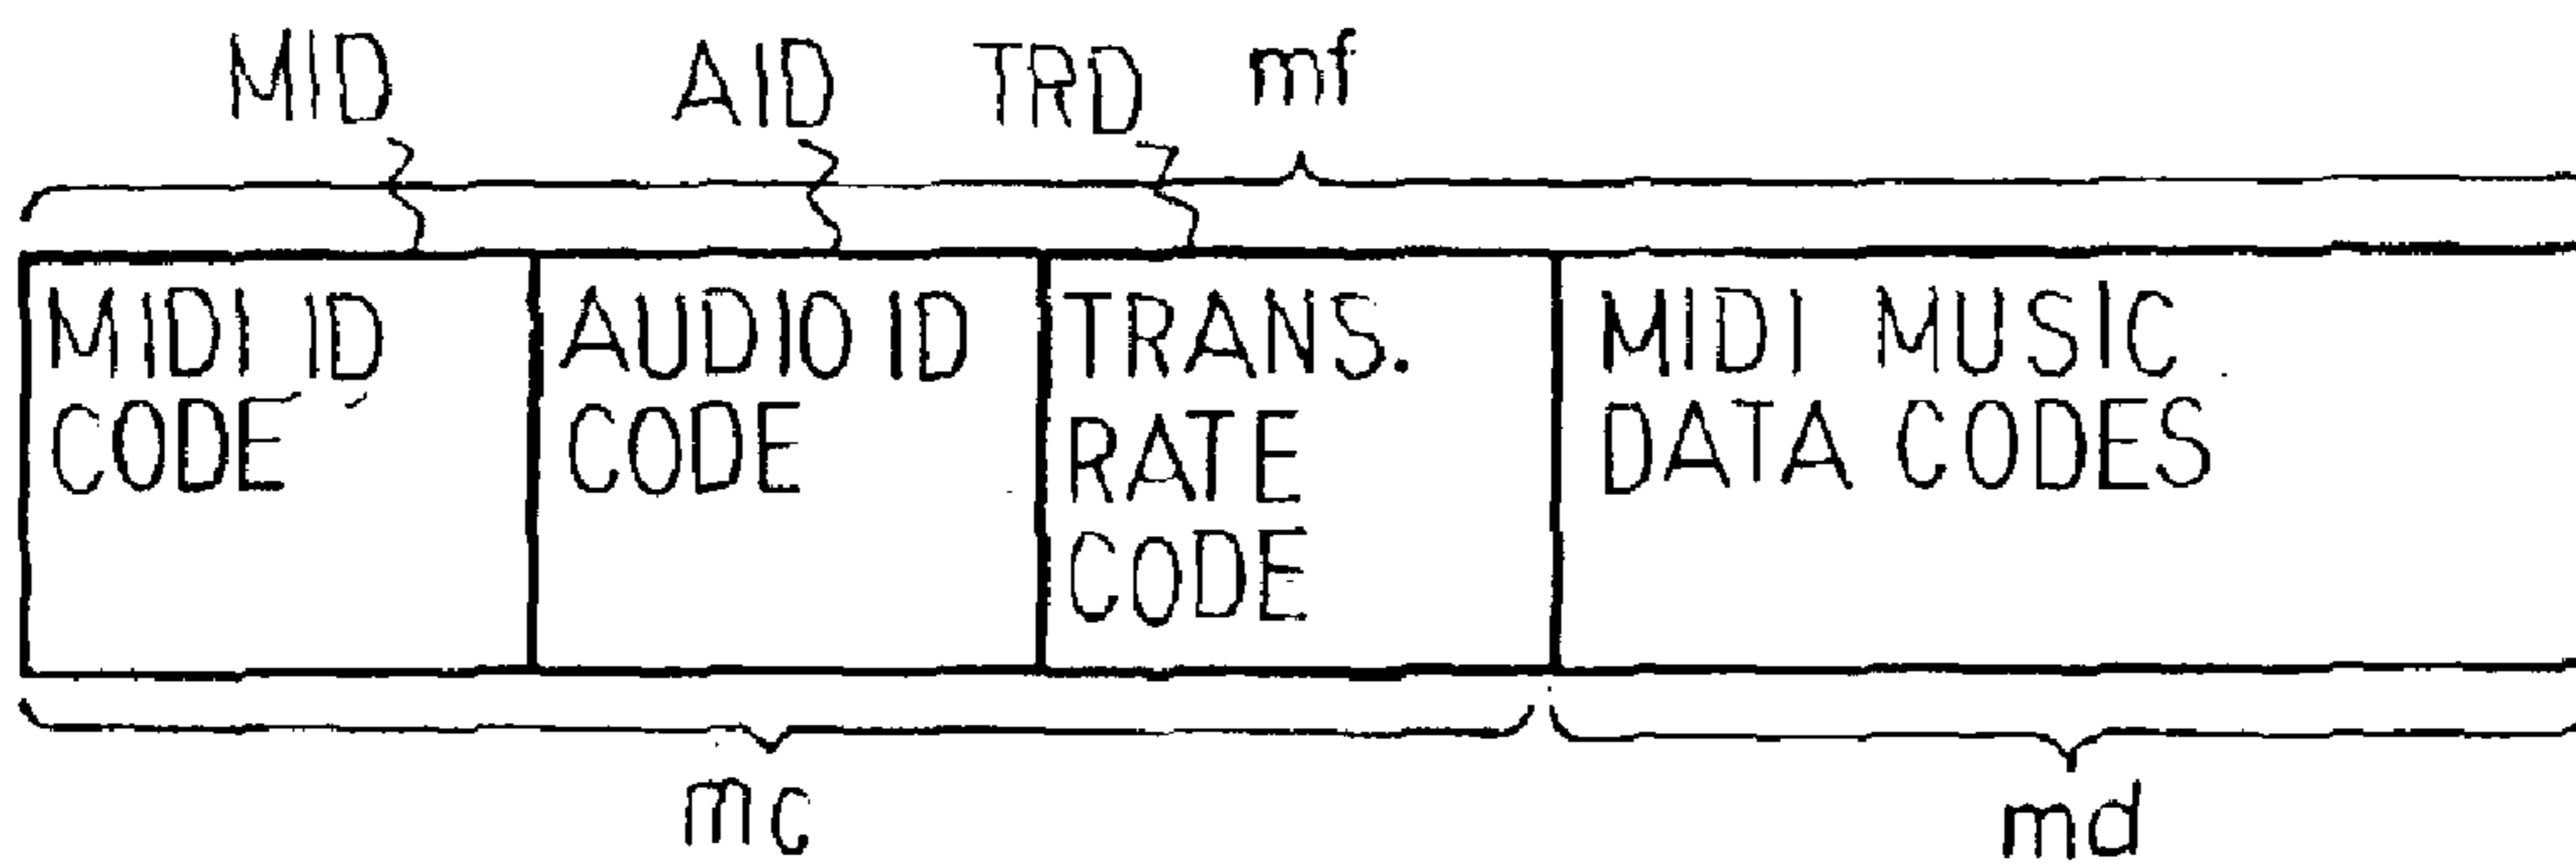 MID AID TRD mf
MIDI ID CODE
AUDIO ID CODE
TRANS. RATE CODE
MIDI MUSIC DATA CODES
mc md